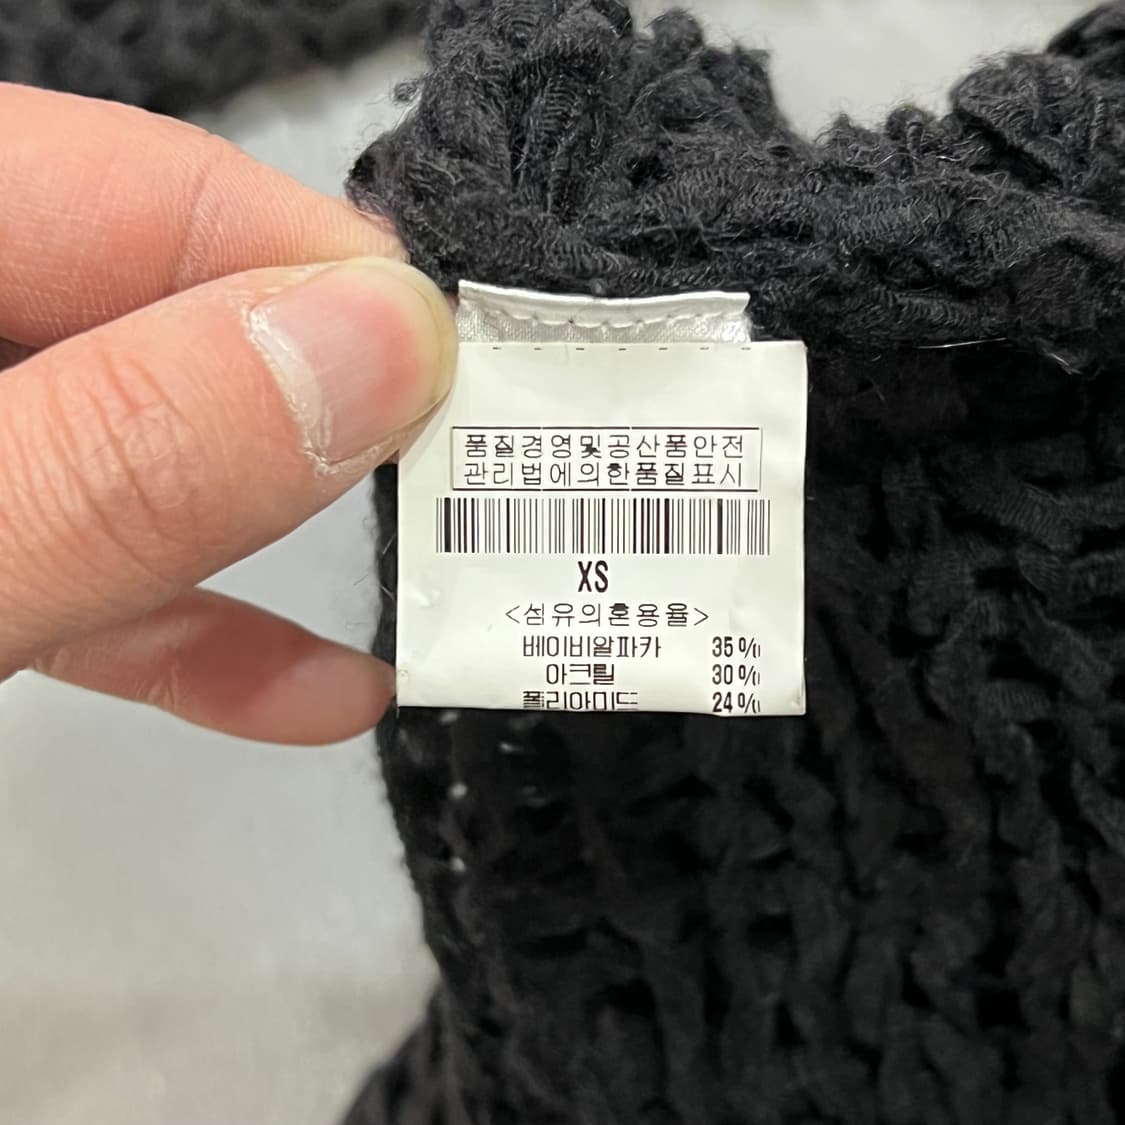 품질경영및공산품안전
관리법에의한품질표시
XS
<섬유의혼용율>
베이비알파카 35%
아크릴 30%
폴리아미드 24%